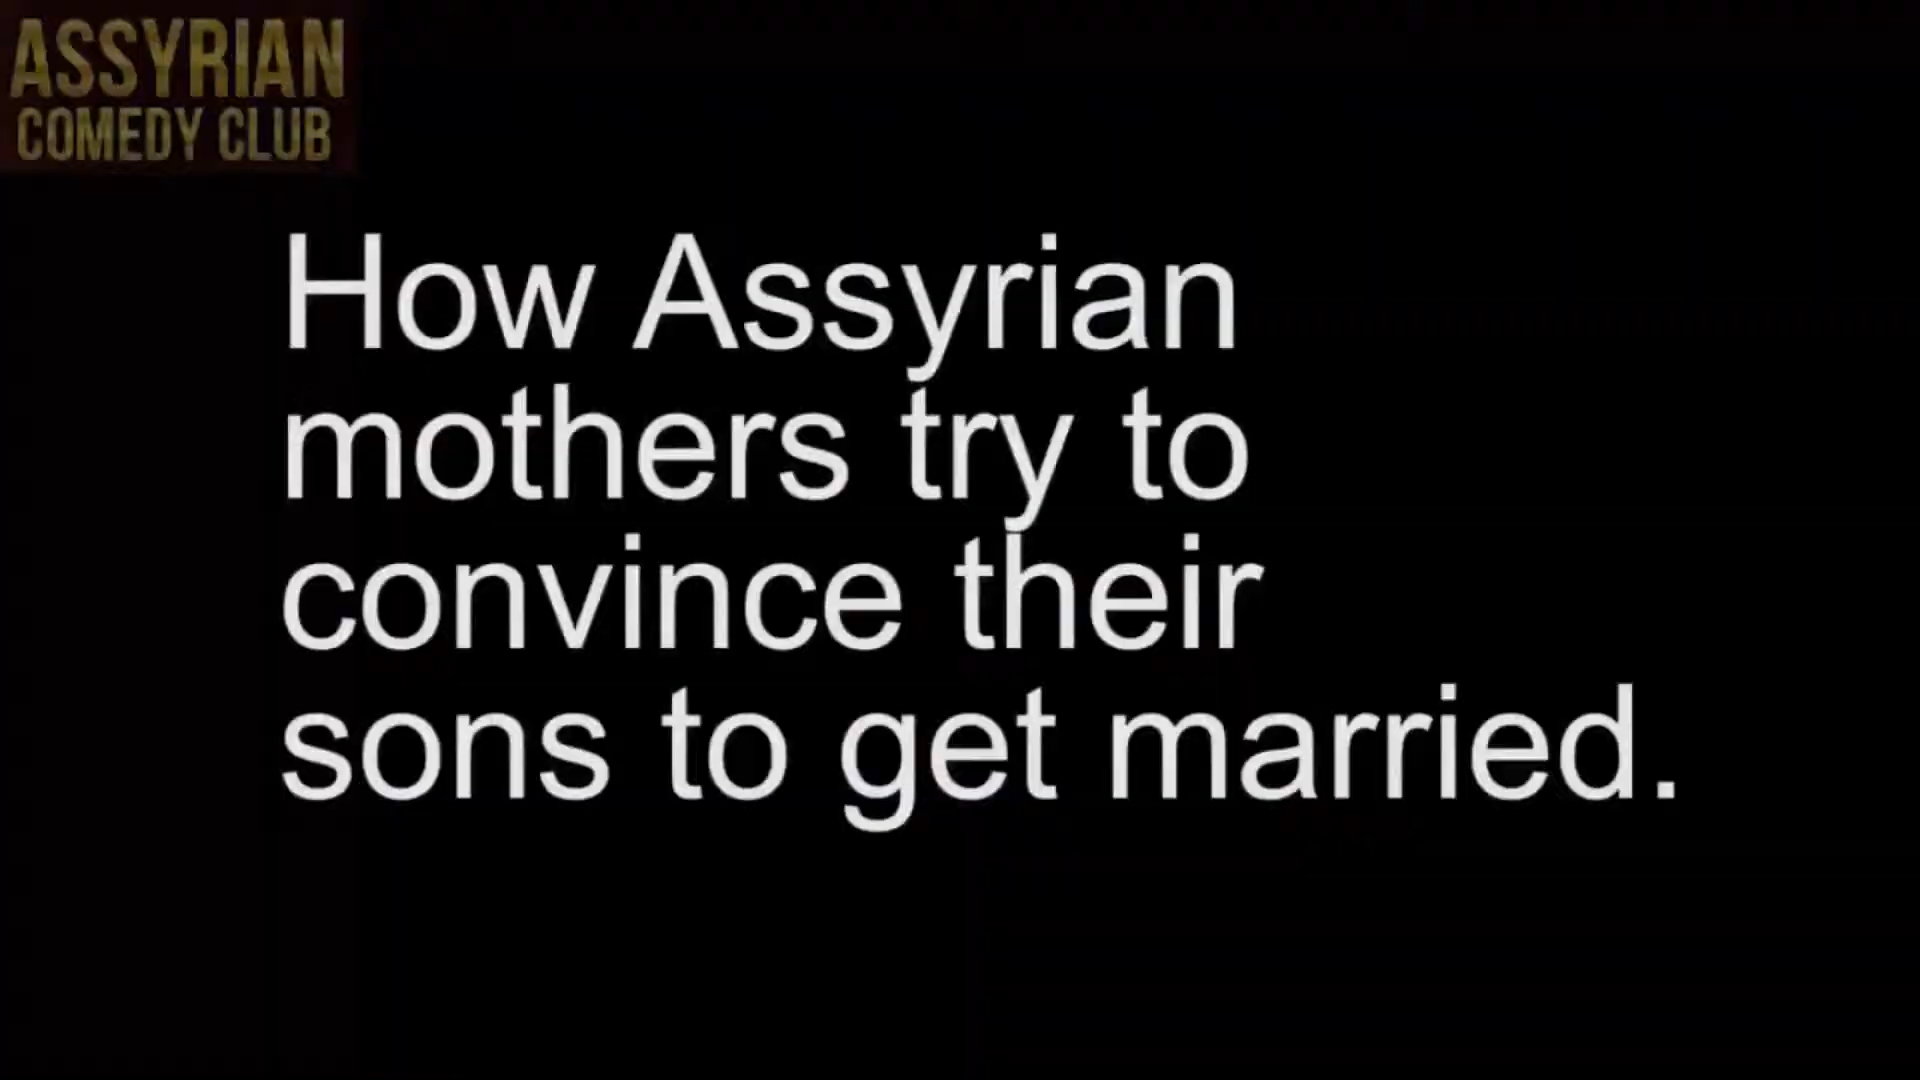 ASSYRIAN
COMEDY CLUB
How Assyrian
mothers try to
convince their
sons to get married.